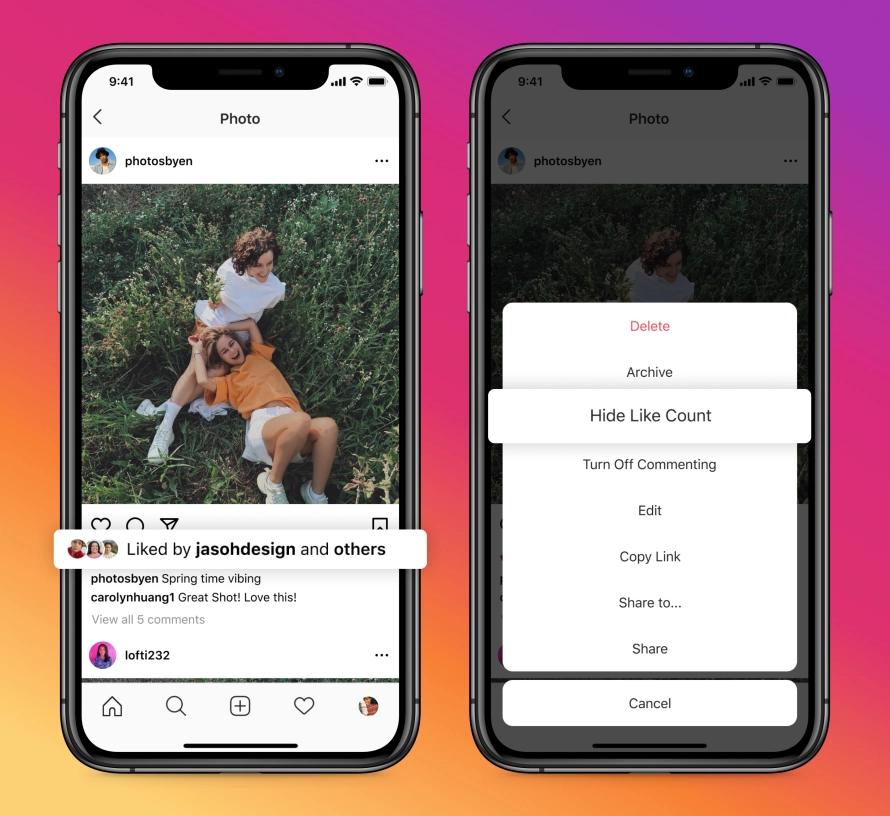 9:41
Photo
photosbyen
Liked by jasohdesign and others
photosbyen Spring time vibing
carolynhuang1 Great Shot! Love this!
View all 5 comments
lofti232
9:41
Photo
photosbyen
Delete
Archive
Hide Like Count
Turn Off Commenting
Edit
Copy Link
Share to...
Share
Cancel